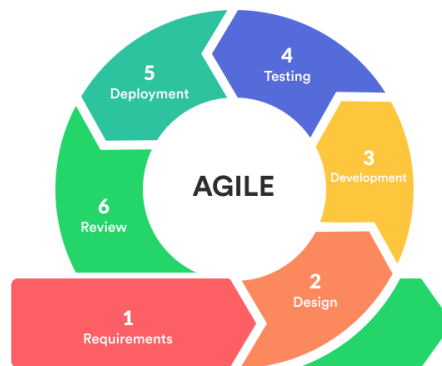 4
Testing
5
Deployment
3
Development
AGILE
6
Review
2
Design
1
Requirements